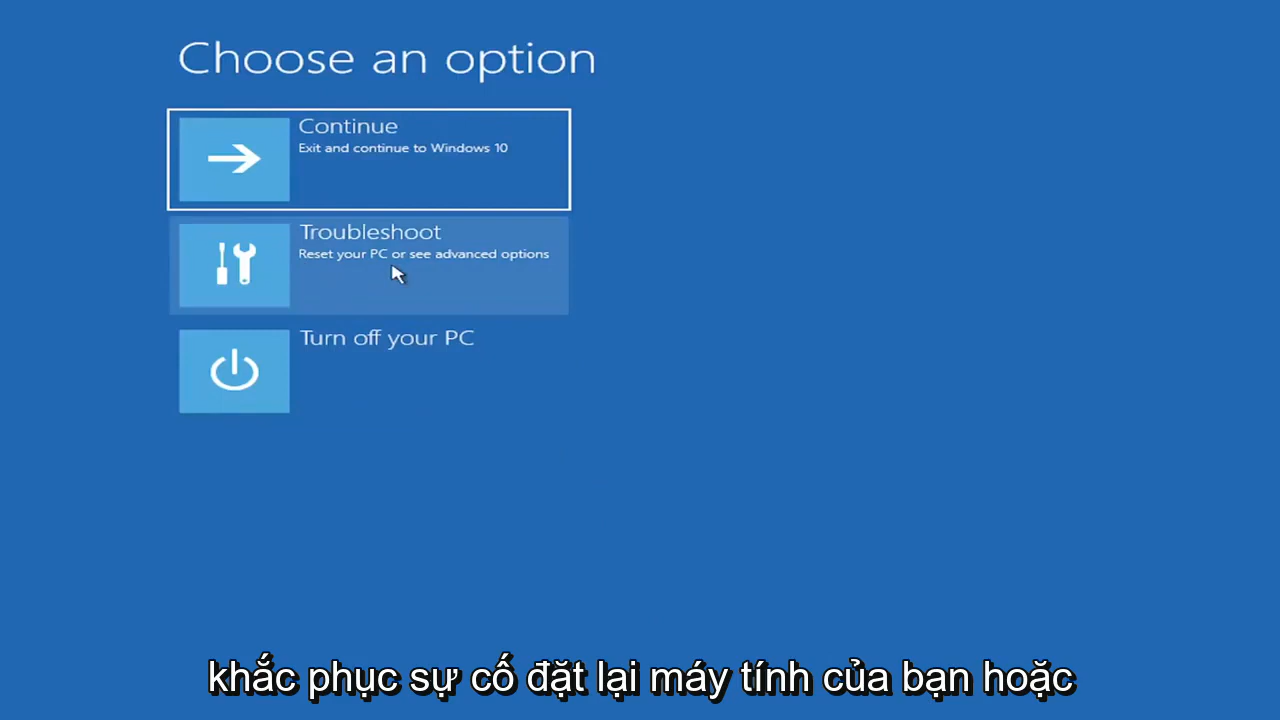 Choose an option
Continue
Exit and continue to Windows 10
Troubleshoot
Reset your PC or see advanced options
Turn off your PC
khắc phục sự cố đặt lại máy tính của bạn hoặc